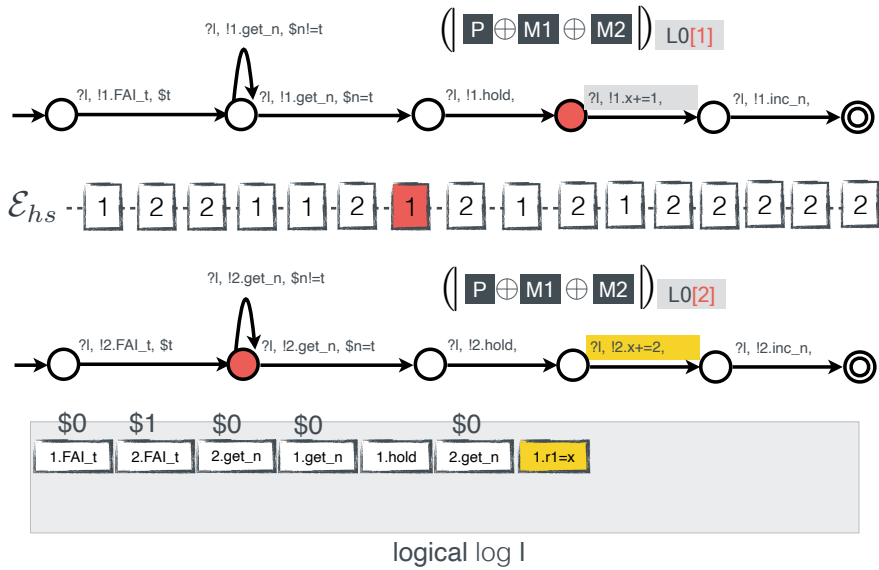 ?l, !1.get_n, $n!=t
( P ⊕ M1 ⊕ M2 ) L0[1]
?l, !1.FAI_t, $t
?l, !1.get_n, $n=t
?l, !1.hold,
?l, !1.x+=1,
?l, !1.inc_n,
ℰhs 1 2 2 1 1 2 1 2 1 2 1 2 2 2 2 2
?l, !2.get_n, $n!=t
( P ⊕ M1 ⊕ M2 ) L0[2]
?l, !2.FAI_t, $t
?l, !2.get_n, $n=t
?l, !2.hold,
?l, !2.x+=2,
?l, !2.inc_n,
$0 $1 $0 $0 $0
1.FAI_t 2.FAI_t 2.get_n 1.get_n 1.hold 2.get_n 1.r1=x
logical log l